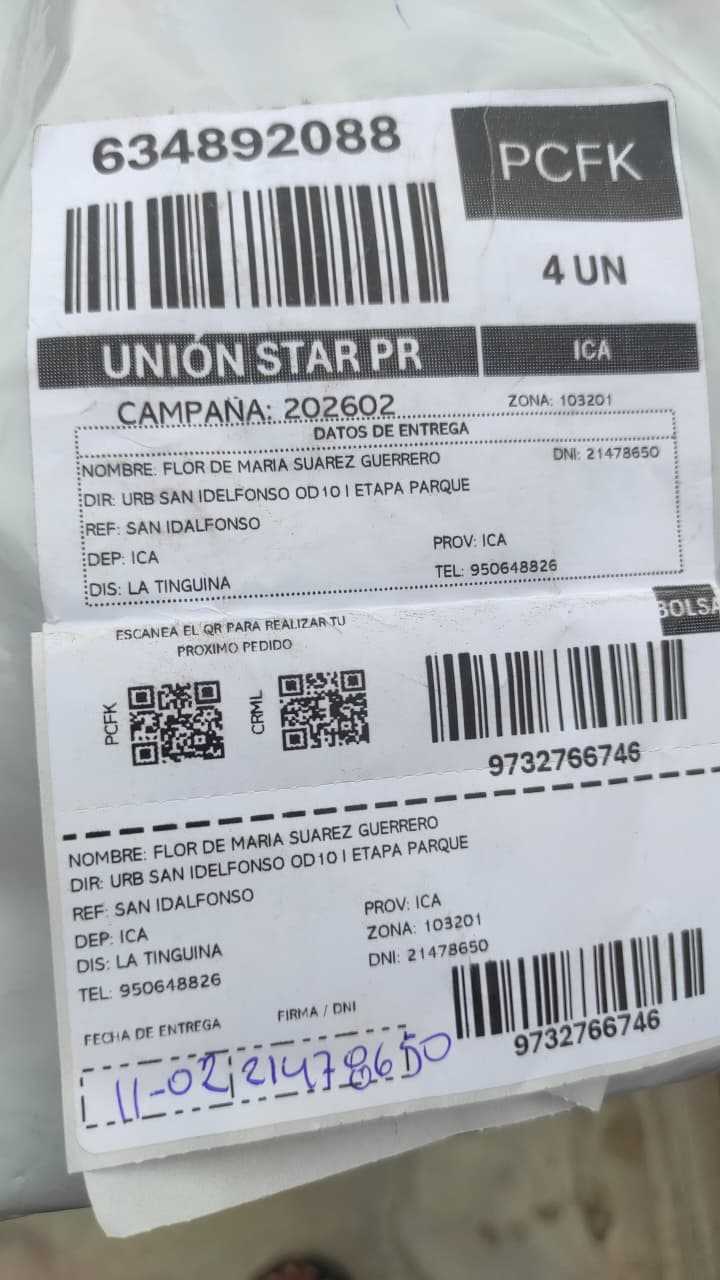 634892088
PCFK
4 UN
UNIÓN STAR PR
ICA
CAMPAÑA: 202602
ZONA: 103201
DATOS DE ENTREGA
NOMBRE: FLOR DE MARIA SUAREZ GUERRERO
DNI: 21478650
DIR: URB SAN IDELFONSO OD10 I ETAPA PARQUE
REF: SAN IDALFONSO
DEP: ICA
PROV: ICA
DIS: LA TINGUINA
TEL: 950648826
ESCANEA EL QR PARA REALIZAR TU
PROXIMO PEDIDO
BOLSA
PCFK
CRML
9732766746
NOMBRE: FLOR DE MARIA SUAREZ GUERRERO
DIR: URB SAN IDELFONSO OD10 I ETAPA PARQUE
REF: SAN IDALFONSO
PROV: ICA
DEP: ICA
ZONA: 103201
DIS: LA TINGUINA
DNI: 21478650
TEL: 950648826
FECHA DE ENTREGA
FIRMA / DNI
9732766746
11-02 21478650